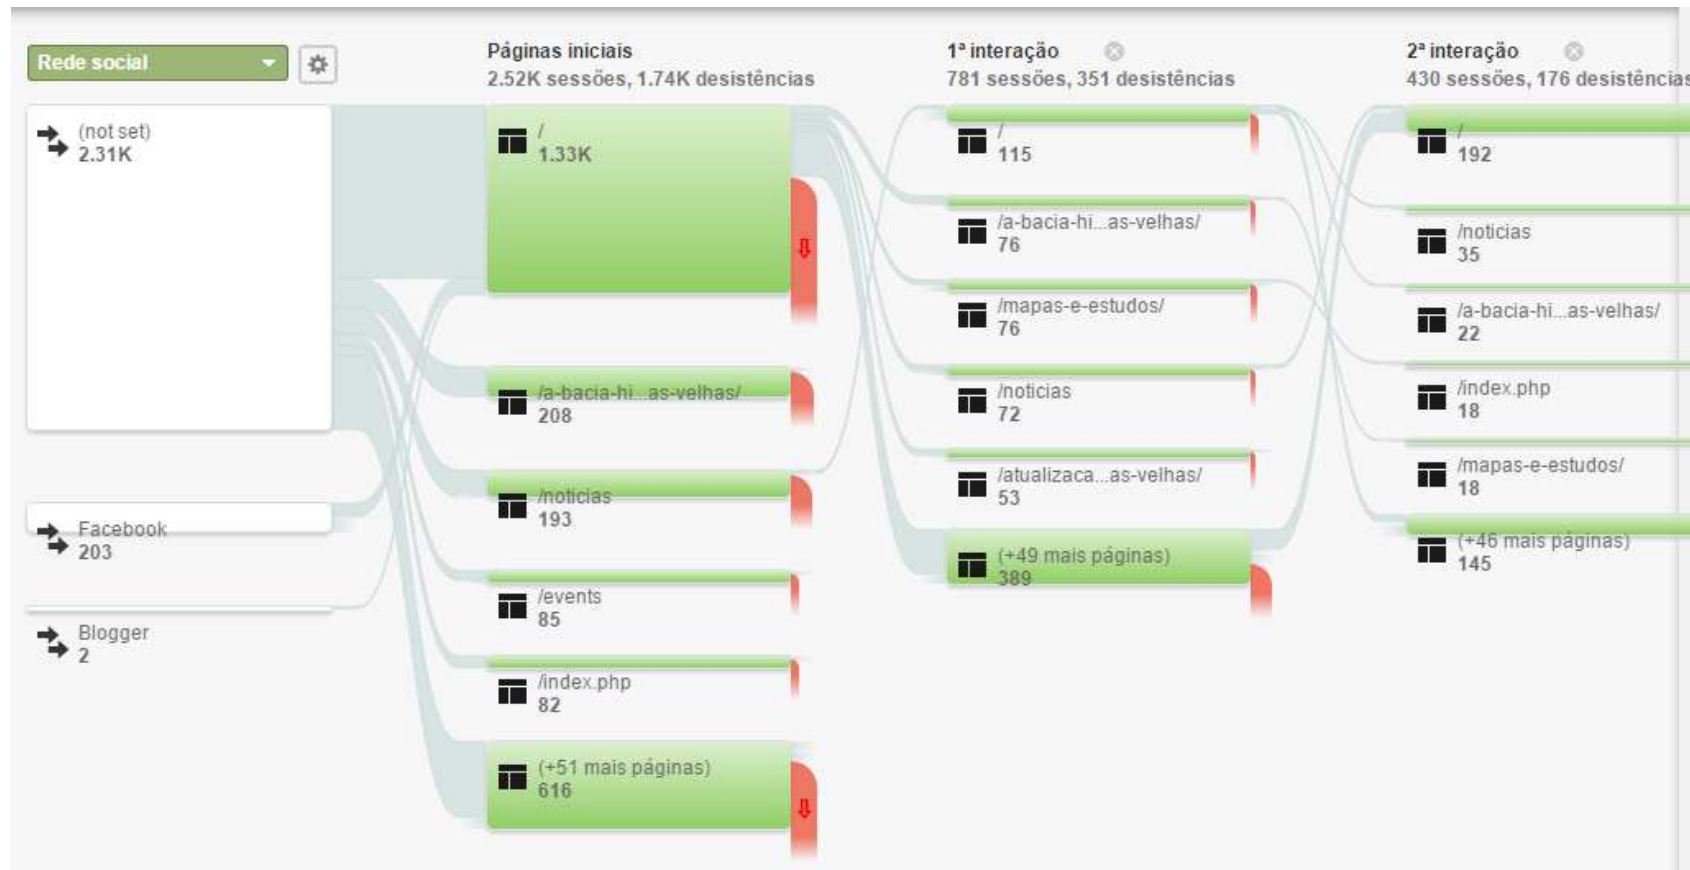 Rede social
(not set)
2.31K
Facebook
203
Blogger
2
Páginas iniciais
2.52K sessões, 1.74K desistências
/
1.33K
/a-bacia-hi...as-velhas/
208
/noticias
193
/events
85
/index.php
82
(+51 mais páginas)
616
1ª interação
781 sessões, 351 desistências
/
115
/a-bacia-hi...as-velhas/
76
/mapas-e-estudos/
76
/noticias
72
/atualizaca...as-velhas/
53
(+49 mais páginas)
389
2ª interação
430 sessões, 176 desistências
/
192
/noticias
35
/a-bacia-hi...as-velhas/
22
/index.php
18
/mapas-e-estudos/
18
(+46 mais páginas)
145